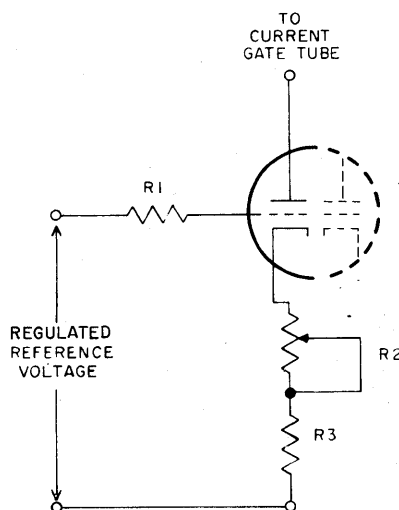 TO
CURRENT
GATE TUBE
R1
REGULATED
REFERENCE
VOLTAGE
R2
R3